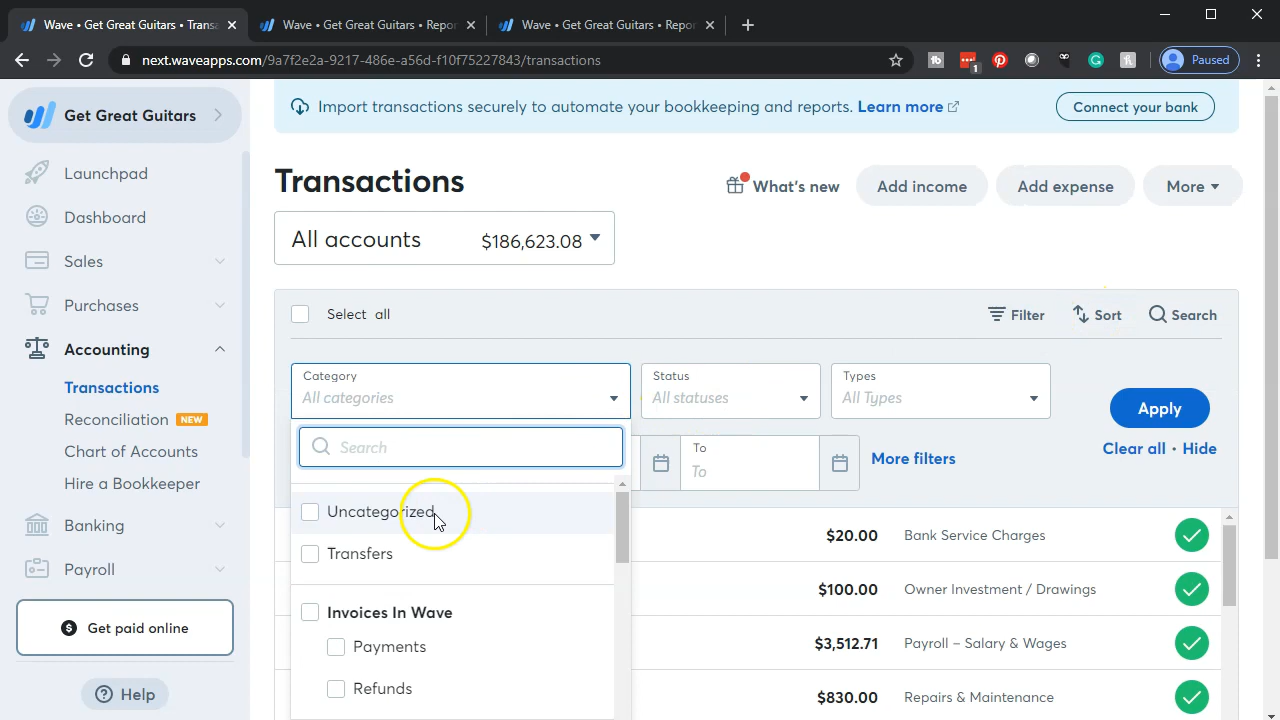 Wave • Get Great Guitars • Transa
Wave • Get Great Guitars • Repor
Wave • Get Great Guitars • Repor
next.waveapps.com/9a7f2e2a-9217-486e-a56d-f10f75227843/transactions
1
Paused
Get Great Guitars
Launchpad
Dashboard
Sales
Purchases
Accounting
Transactions
Reconciliation NEW
Chart of Accounts
Hire a Bookkeeper
Banking
Payroll
$ Get paid online
? Help
Import transactions securely to automate your bookkeeping and reports. Learn more
Connect your bank
Transactions
What's new
Add income
Add expense
More
All accounts $186,623.08
Select all
Filter
Sort
Search
Category
All categories
Status
All statuses
Types
All Types
Apply
Search
To
To
More filters
Clear all • Hide
Uncategorized
Transfers
Invoices In Wave
Payments
Refunds
$20.00 Bank Service Charges
$100.00 Owner Investment / Drawings
$3,512.71 Payroll – Salary & Wages
$830.00 Repairs & Maintenance